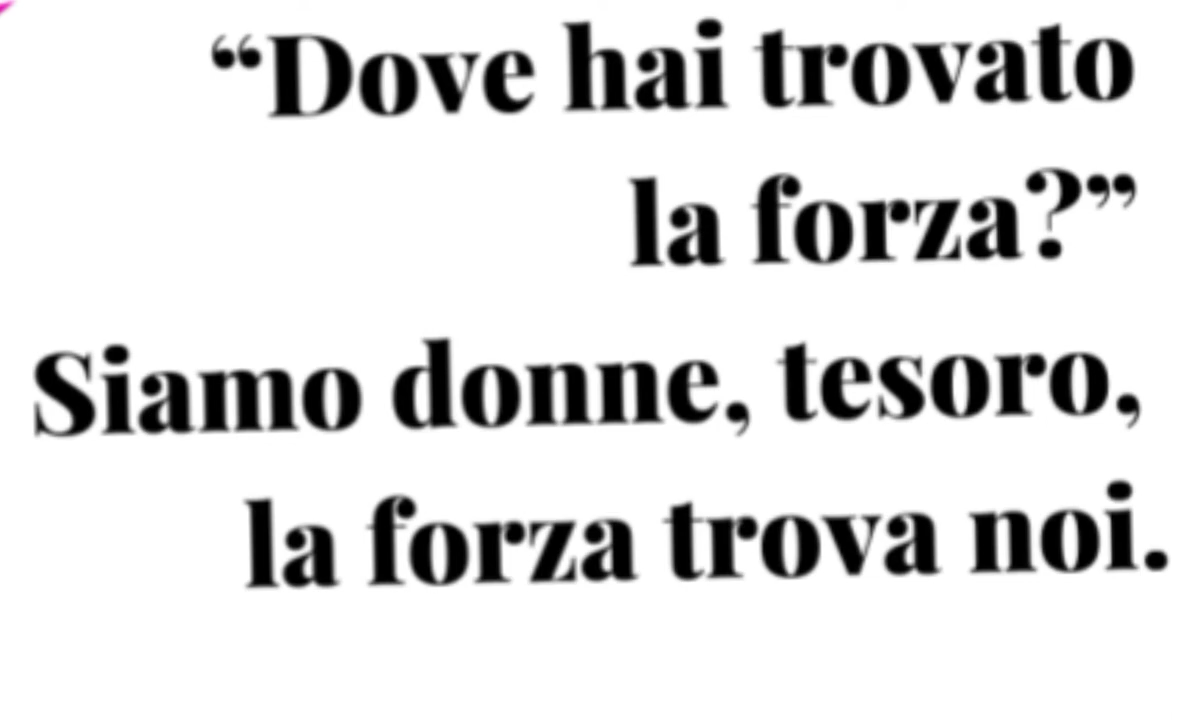 “Dove hai trovato
la forza?”
Siamo donne, tesoro,
la forza trova noi.